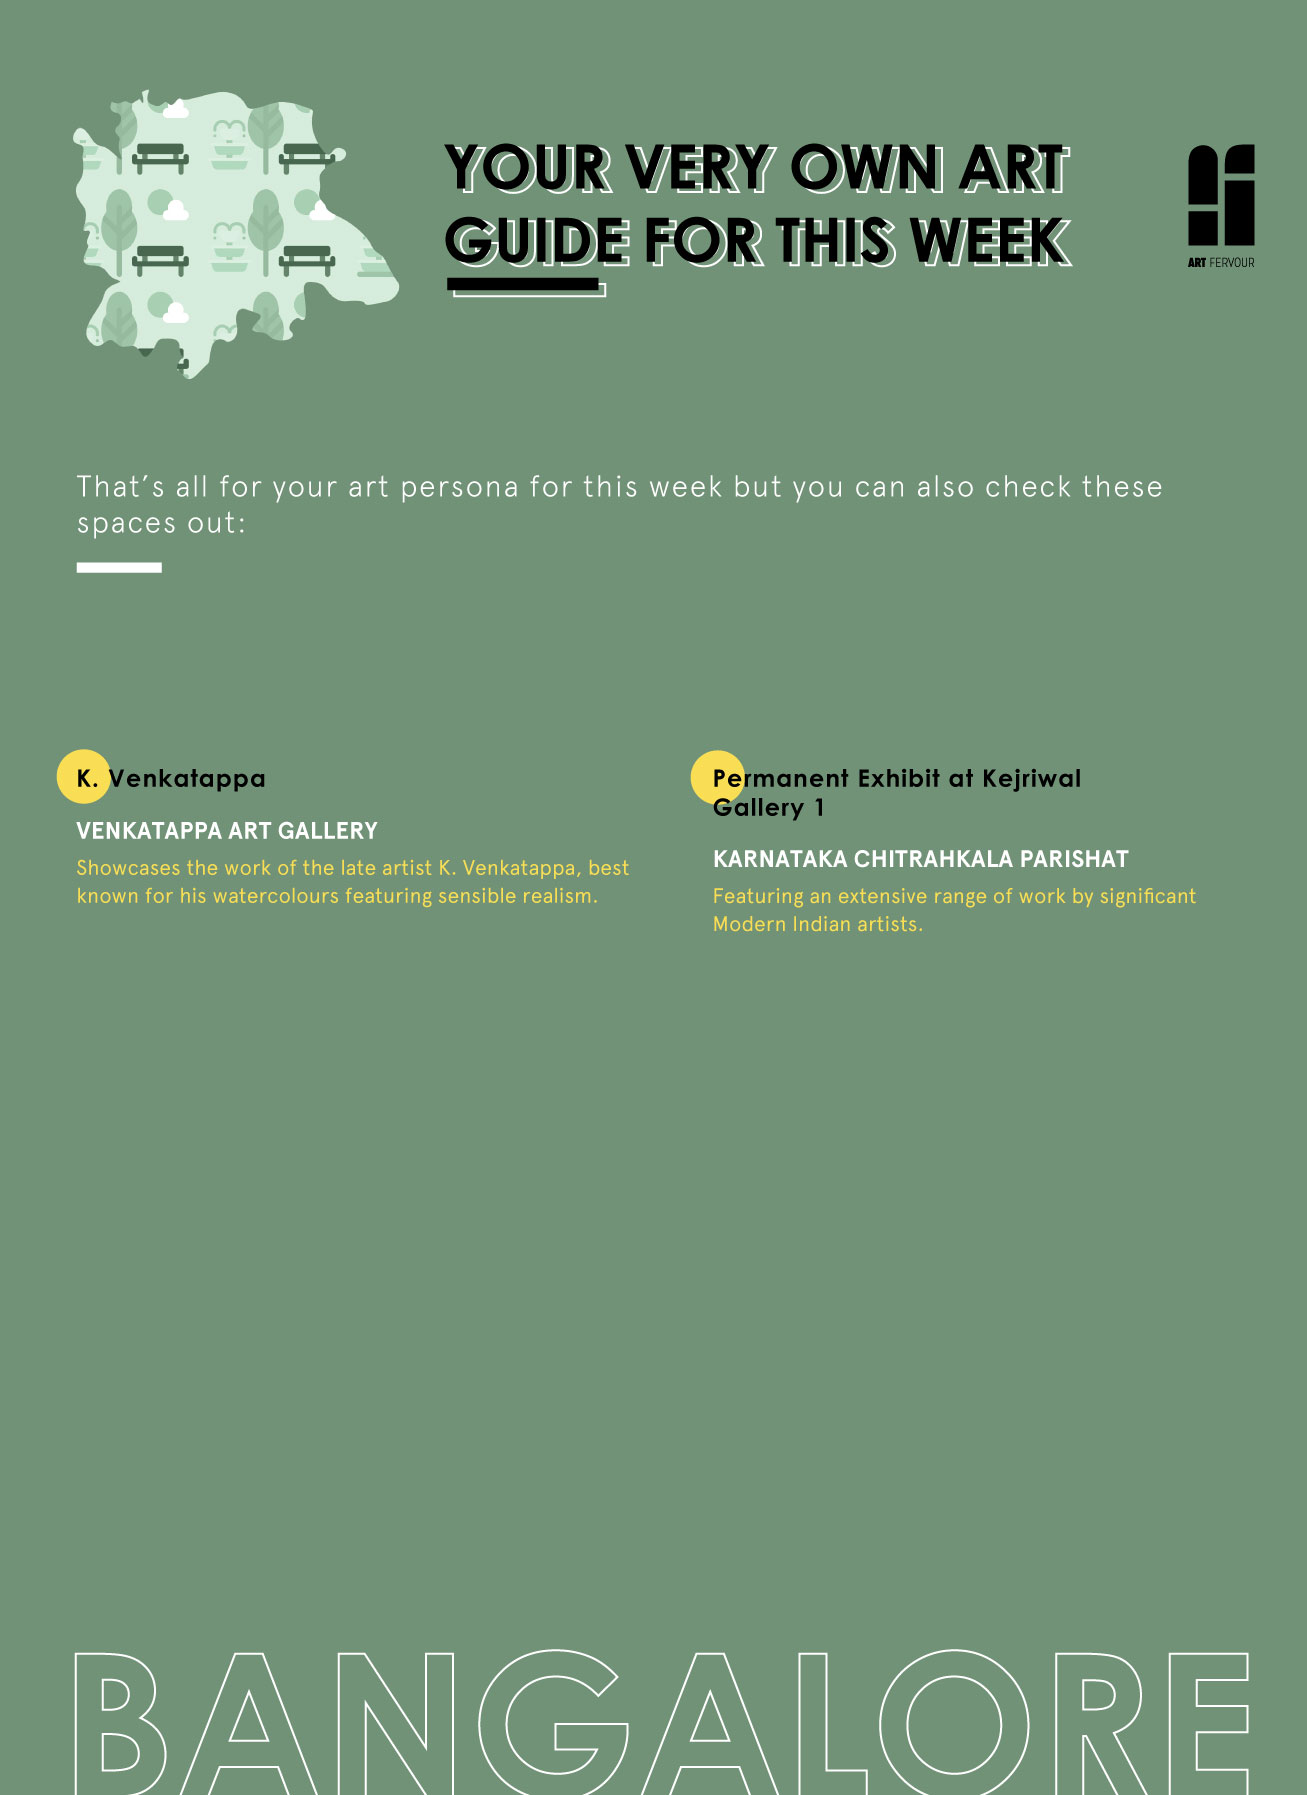 YOUR VERY OWN ART
GUIDE FOR THIS WEEK
ART FERVOUR
That’s all for your art persona for this week but you can also check these
spaces out:
K. Venkatappa
VENKATAPPA ART GALLERY
Showcases the work of the late artist K. Venkatappa, best
known for his watercolours featuring sensible realism.
Permanent Exhibit at Kejriwal
Gallery 1
KARNATAKA CHITRAHKALA PARISHAT
Featuring an extensive range of work by significant
Modern Indian artists.
BANGALORE